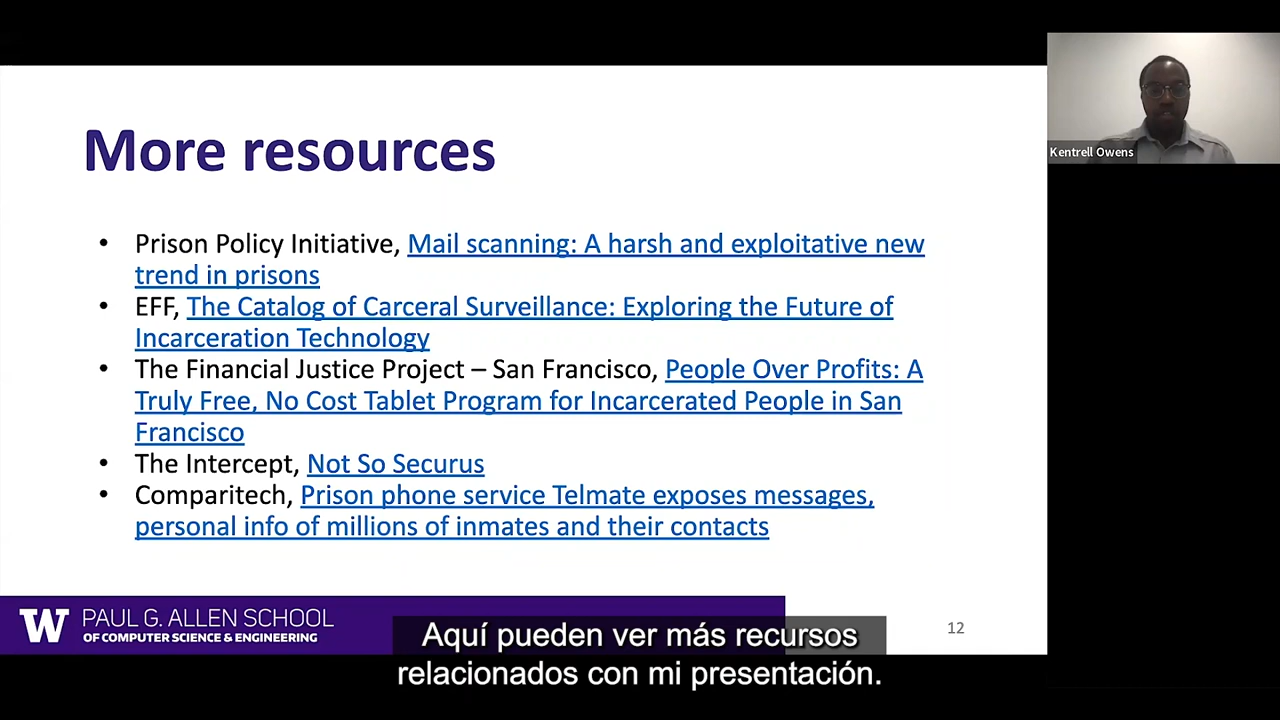 More resources
Kentrell Owens
• Prison Policy Initiative, Mail scanning: A harsh and exploitative new
trend in prisons
• EFF, The Catalog of Carceral Surveillance: Exploring the Future of
Incarceration Technology
• The Financial Justice Project – San Francisco, People Over Profits: A
Truly Free, No Cost Tablet Program for Incarcerated People in San
Francisco
• The Intercept, Not So Securus
• Comparitech, Prison phone service Telmate exposes messages,
personal info of millions of inmates and their contacts
W PAUL G. ALLEN SCHOOL
OF COMPUTER SCIENCE & ENGINEERING
12
Aquí pueden ver más recursos
relacionados con mi presentación.